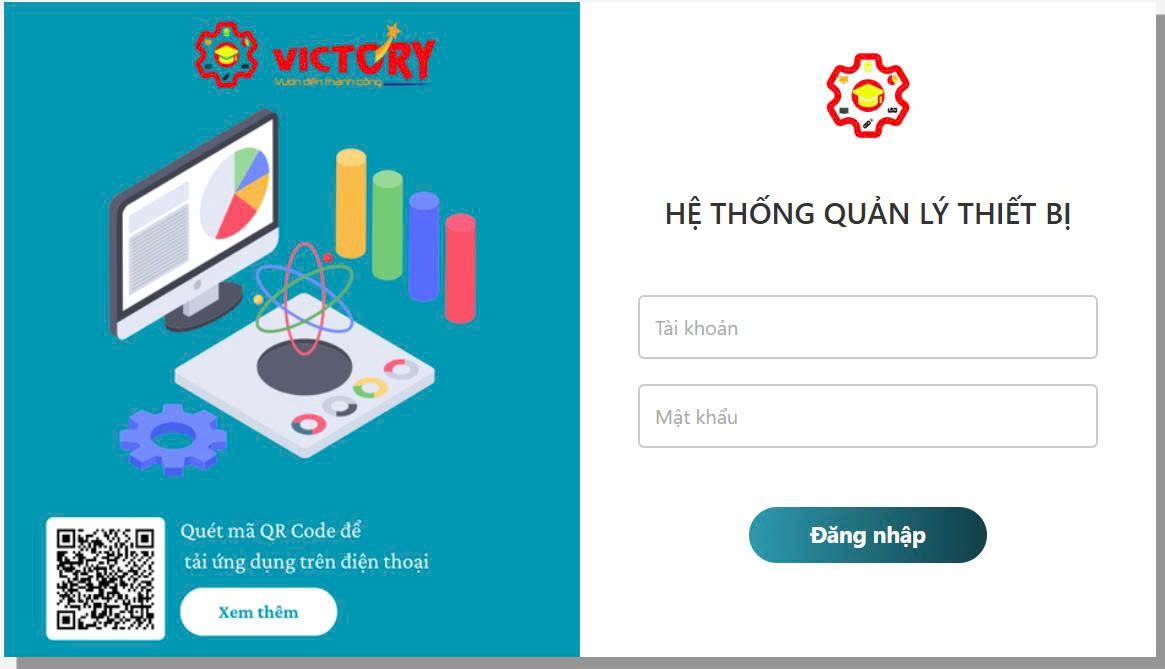 VICTORY
Vươn đến thành công
Quét mã QR Code để
tải ứng dụng trên điện thoại
Xem thêm
HỆ THỐNG QUẢN LÝ THIẾT BỊ
Tài khoản
Mật khẩu
Đăng nhập